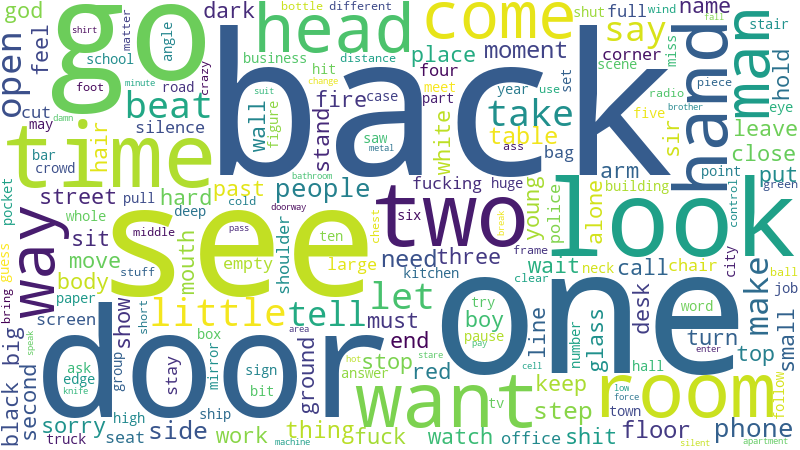 back
see
one
door
go
look
two
time
head
room
want
come
hand
way
man
say
take
little
let
tell
beat
open
big
black
make
phone
dark
god
feel
shirt
matter
school
foot
minute
crazy
angle
road
damn
cut
may
bar
crowd
hair
silence
bottle
different
business
distance
hit
four
fire
case
stand
wall
figure
suit
change
saw
metal
part
meet
place
moment
year
set
shut
full
wind
stair
fall
name
corner
scene
miss
hold
eye
piece
radio
use
brother
five
sir
leave
close
put
point
green
table
white
ass
bag
arm
huge
fucking
young
police
building
alone
control
city
ball
job
small
top
turn
desk
chair
neck
call
wait
clear
frame
three
need
six
kitchen
doorway
bathroom
break
chest
people
past
hard
deep
cold
pass
middle
ten
shoulder
empty
large
mouth
street
whole
pull
sit
move
body
stuff
pocket
guess
bring
paper
screen
second
show
short
box
group
mirror
stay
sign
bit
area
ground
must
end
boy
try
pause
pay
word
line
number
glass
hall
enter
low
force
town
follow
keep
step
red
stop
answer
hot
stare
tv
cell
fuck
watch
office
shit
floor
silent
apartment
thing
work
side
ship
high
seat
truck
sorry
machine
ask
edge
knife
speak